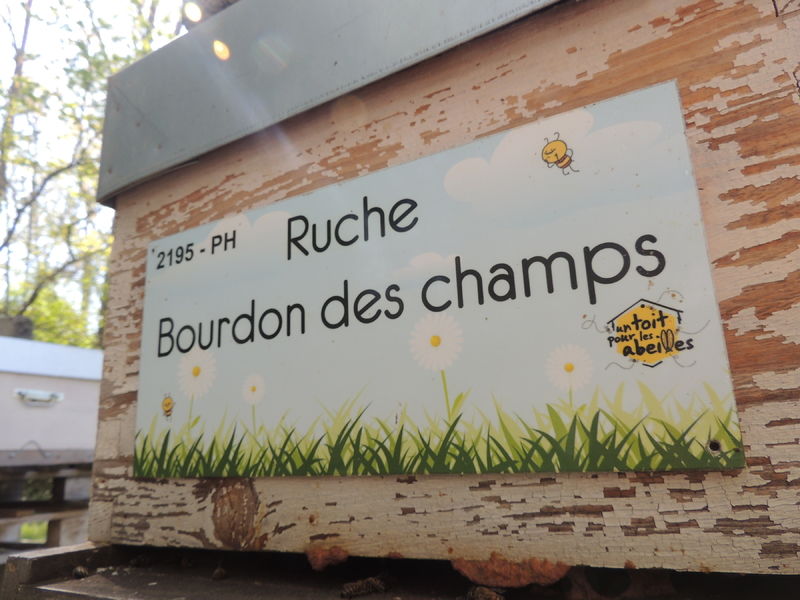 2195 - PH
Ruche
Bourdon des champs
un toit
pour les
abeilles